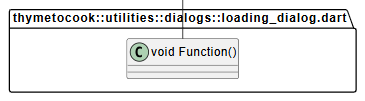 thymetocook::utilities::dialogs::loading_dialog.dart
C void Function()